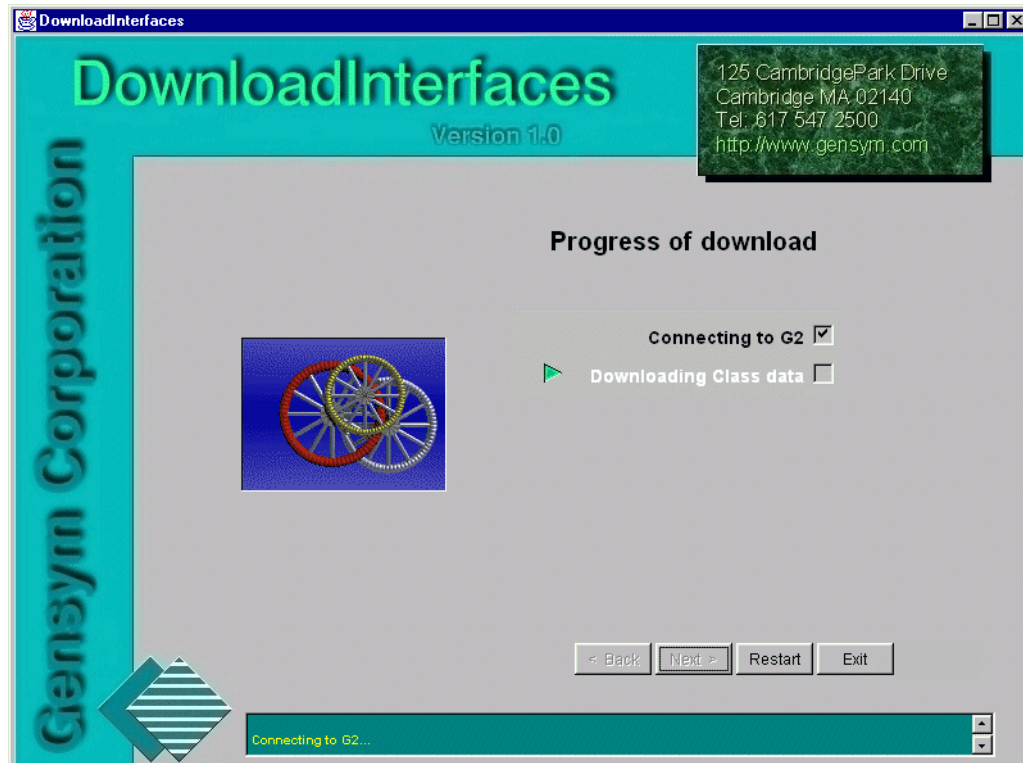 DownloadInterfaces
DownloadInterfaces
Version 1.0
125 CambridgePark Drive
Cambridge MA 02140
Tel: 617 547 2500
http://www.gensym.com
Gensym Corporation
Progress of download
Connecting to G2
Downloading Class data
< Back Next > Restart Exit
Connecting to G2...